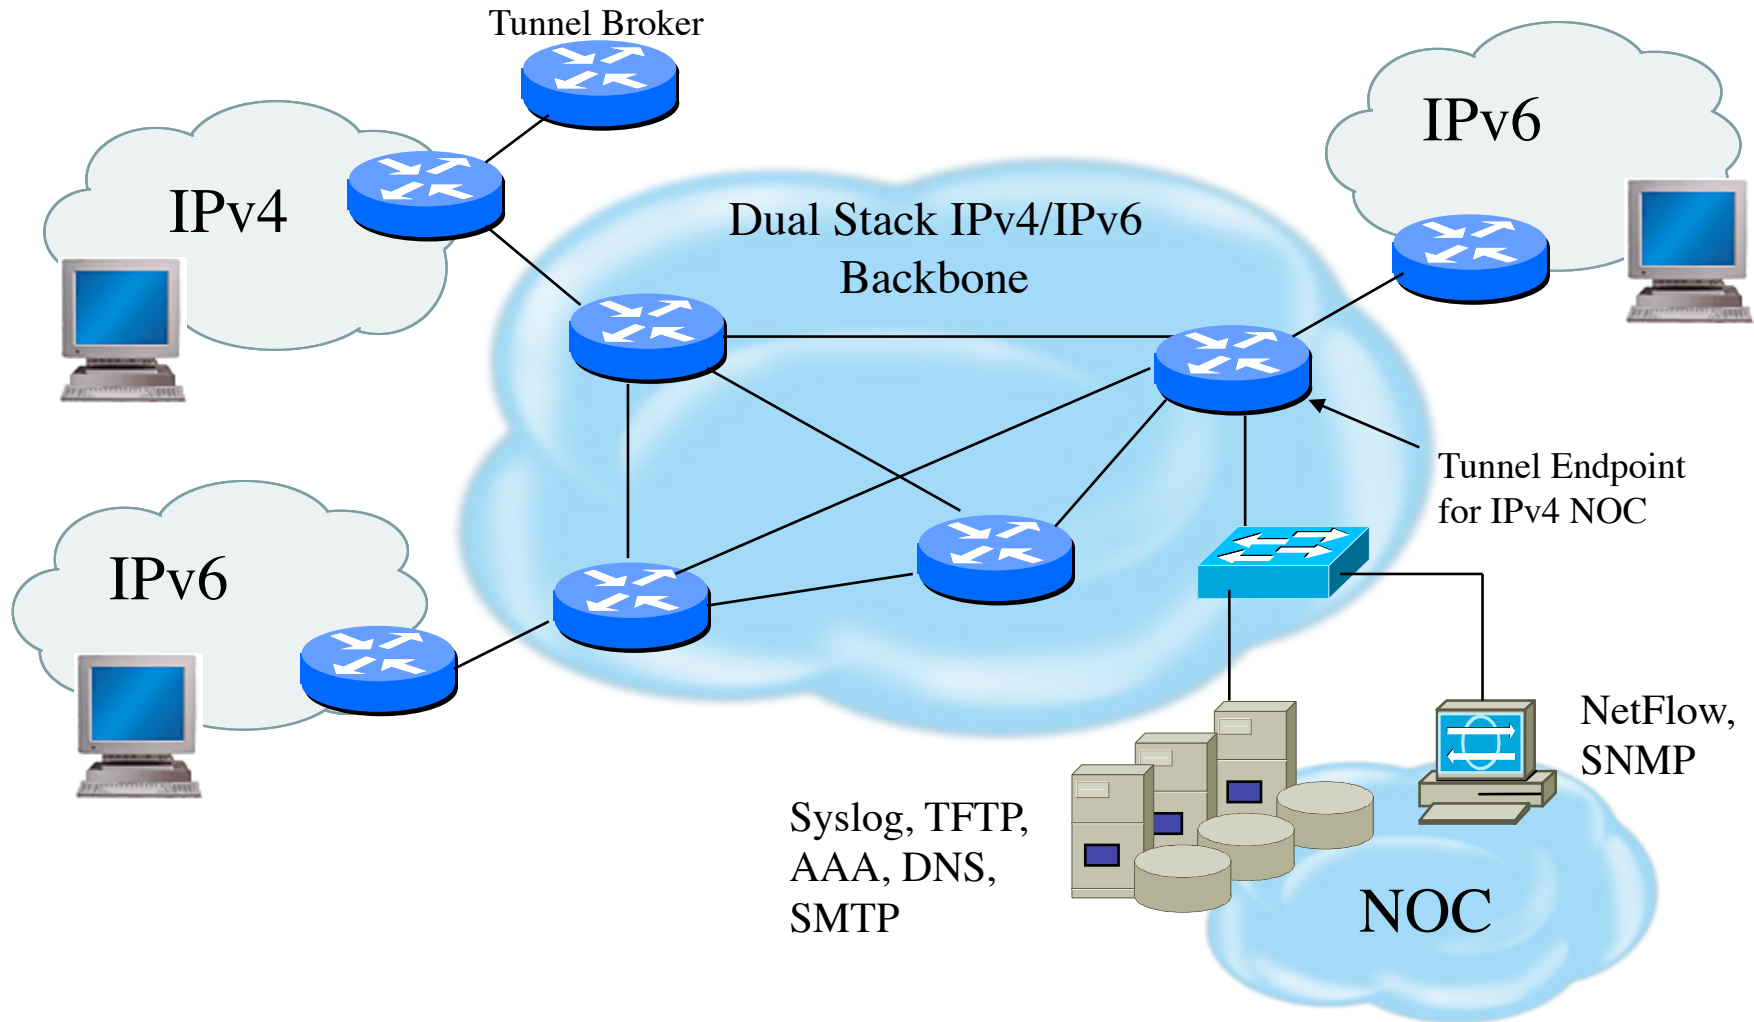 Tunnel Broker
IPv6
IPv4
Dual Stack IPv4/IPv6
Backbone
Tunnel Endpoint
for IPv4 NOC
IPv6
NetFlow,
SNMP
Syslog, TFTP,
AAA, DNS,
SMTP
NOC